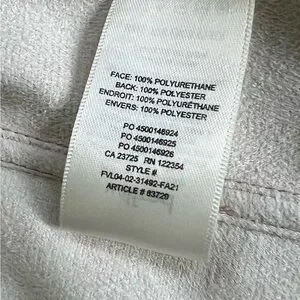 FACE: 100% POLYURETHANE
BACK: 100% POLYESTER
ENDROIT: 100% POLYURÉTHANE
ENVERS: 100% POLYESTER
PO 4500146924
PO 4500146925
PO 4500146926
CA 23725 RN 122354
STYLE #
FVL04-02-31492-FA21
ARTICLE # 83729